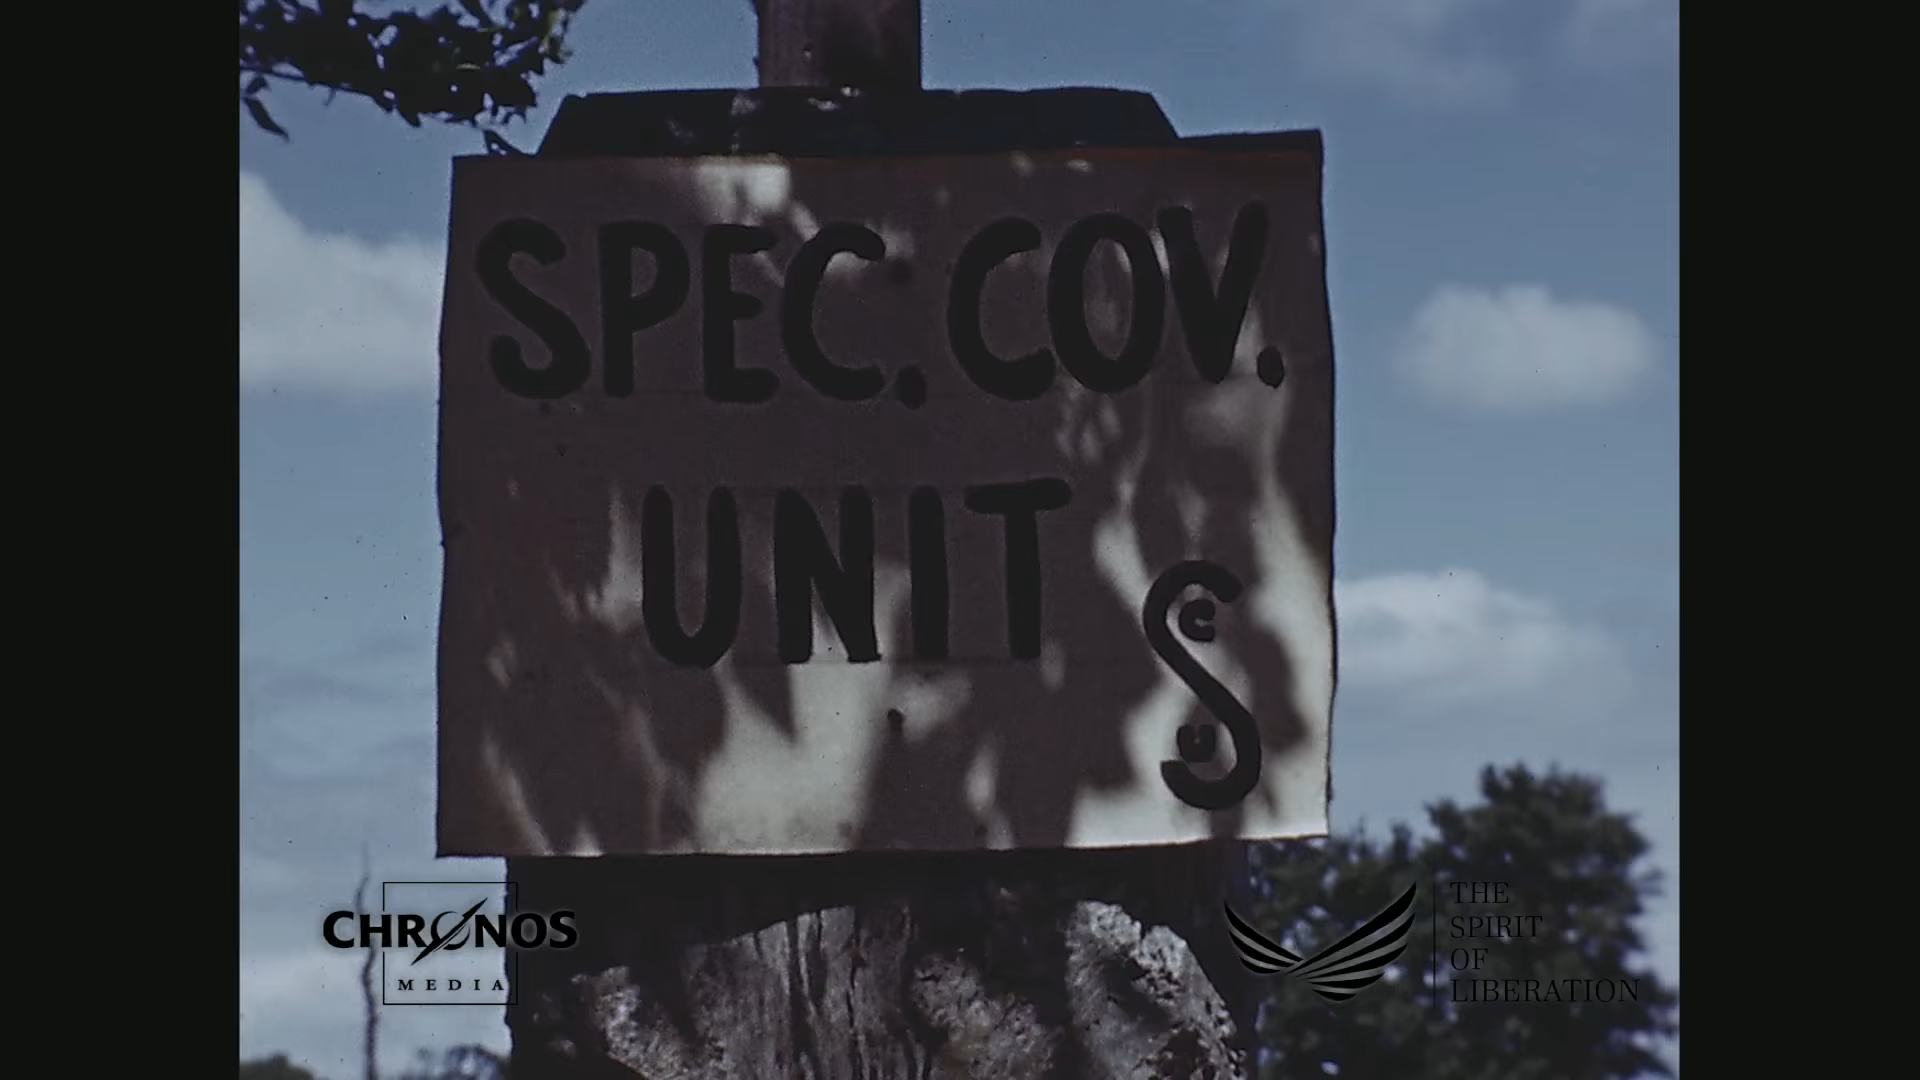 SPEC. COV.
UNIT
S
C
U
CHRONOS
MEDIA
THE
SPIRIT
OF
LIBERATION